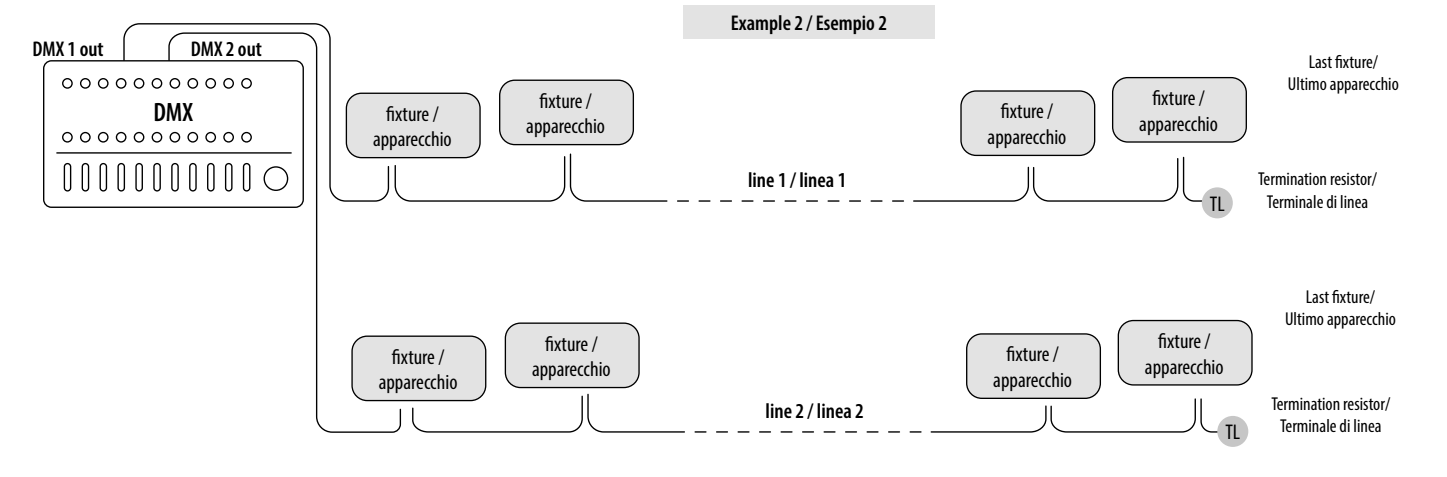 Example 2 / Esempio 2
DMX 1 out
DMX 2 out
DMX
fixture /
apparecchio
fixture /
apparecchio
line 1 / linea 1
fixture /
apparecchio
fixture /
apparecchio
Last fixture/
Ultimo apparecchio
TL
Termination resistor/
Terminale di linea
fixture /
apparecchio
fixture /
apparecchio
line 2 / linea 2
fixture /
apparecchio
fixture /
apparecchio
Last fixture/
Ultimo apparecchio
TL
Termination resistor/
Terminale di linea